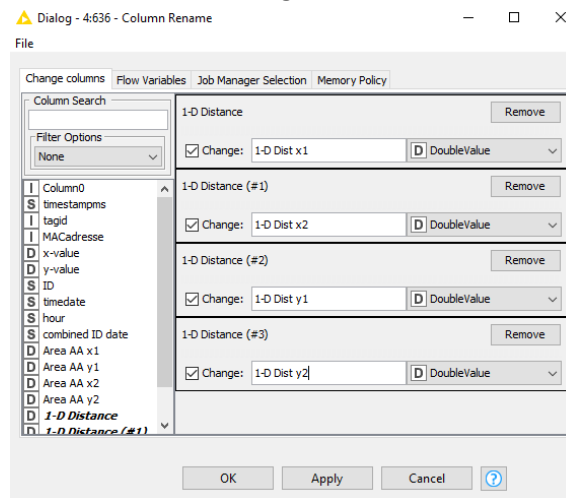 Dialog - 4:636 - Column Rename
File
Change columns Flow Variables Job Manager Selection Memory Policy
Column Search
Filter Options
None
I Column0
S timestampms
I tagid
I MACadresse
D x-value
D y-value
S ID
S timedate
S hour
S combined ID date
D Area AA x1
D Area AA y1
D Area AA x2
D Area AA y2
D 1-D Distance
D 1-D Distance (#1)
1-D Distance Remove
Change: 1-D Dist x1 D DoubleValue
1-D Distance (#1) Remove
Change: 1-D Dist x2 D DoubleValue
1-D Distance (#2) Remove
Change: 1-D Dist y1 D DoubleValue
1-D Distance (#3) Remove
Change: 1-D Dist y2 D DoubleValue
OK Apply Cancel ?